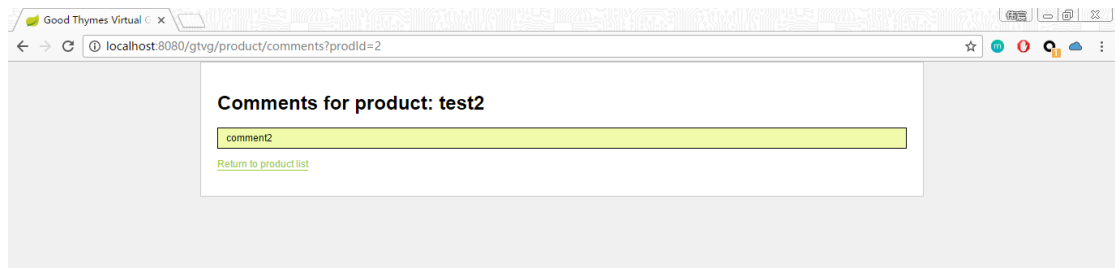 Good Thymes Virtual G
localhost:8080/gtvg/product/comments?prodId=2
Comments for product: test2
comment2
Return to product list